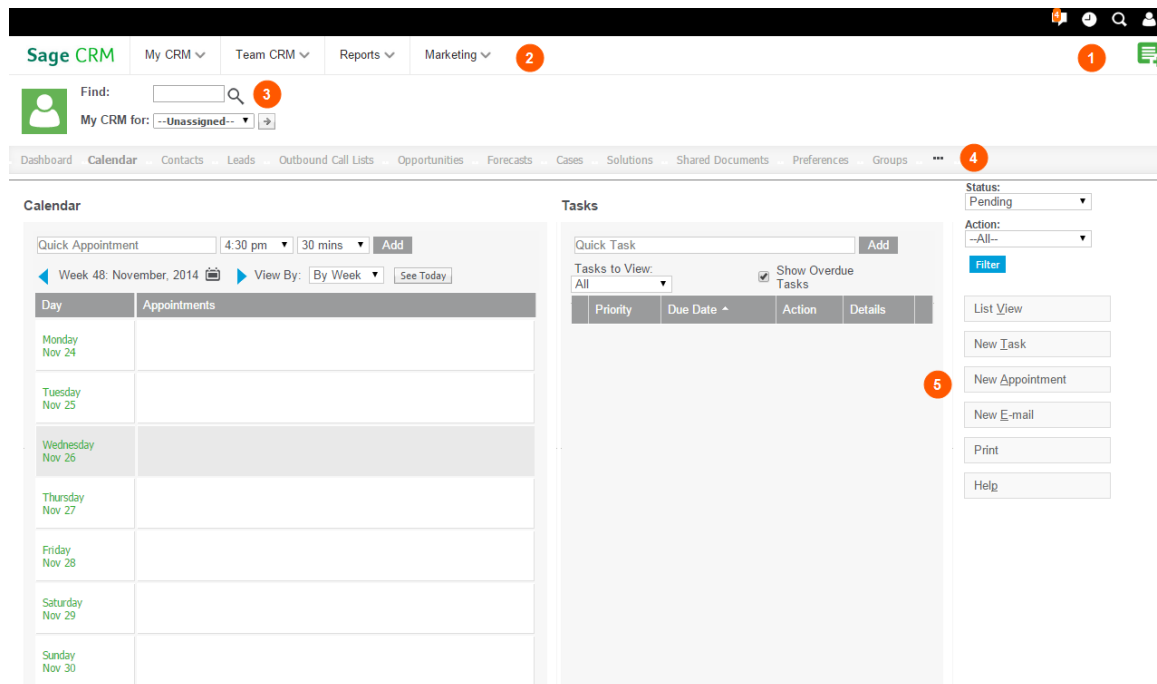 4
Sage CRM My CRM Team CRM Reports Marketing 2 1
Find: 3
My CRM for: --Unassigned--
Dashboard Calendar Contacts Leads Outbound Call Lists Opportunities Forecasts Cases Solutions Shared Documents Preferences Groups ... 4
Calendar
Quick Appointment 4:30 pm 30 mins Add
Week 48: November, 2014 View By: By Week See Today
Day Appointments
Monday
Nov 24
Tuesday
Nov 25
Wednesday
Nov 26
Thursday
Nov 27
Friday
Nov 28
Saturday
Nov 29
Sunday
Nov 30
Tasks
Quick Task Add
Tasks to View:
All
Show Overdue
Tasks
Priority Due Date Action Details
Status:
Pending
Action:
--All--
Filter
List View
New Task
5 New Appointment
New E-mail
Print
Help